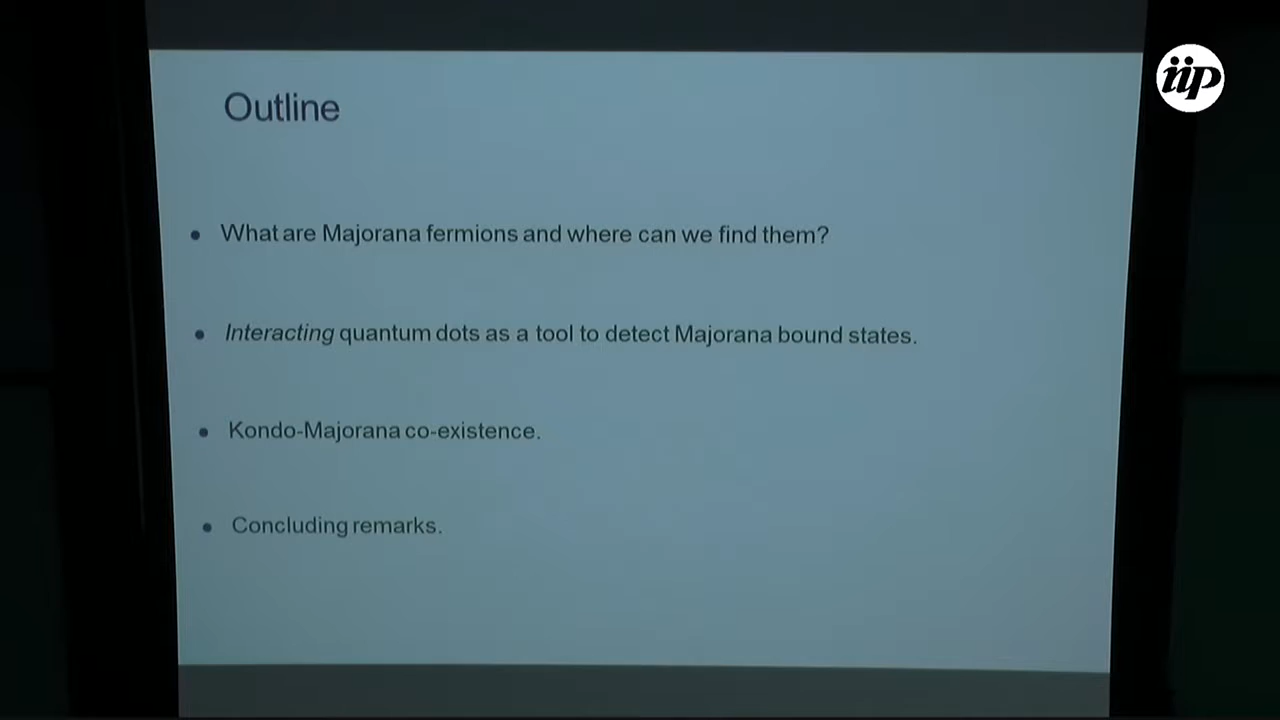 Outline
What are Majorana fermions and where can we find them?
Interacting quantum dots as a tool to detect Majorana bound states.
Kondo-Majorana co-existence.
Concluding remarks.
iip